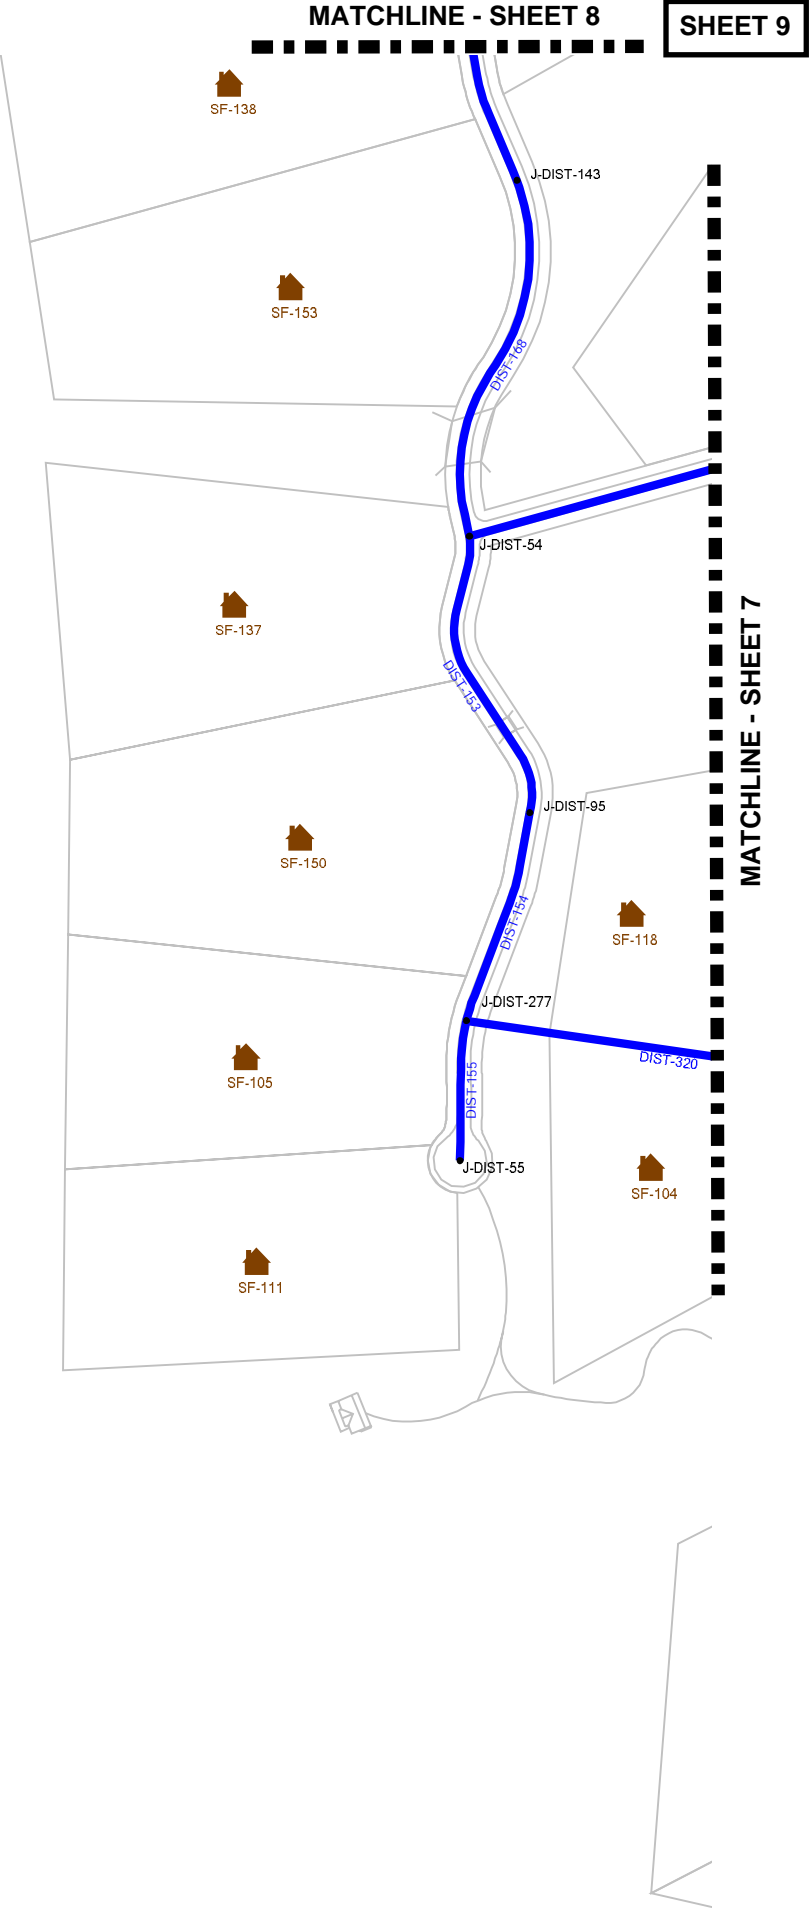 MATCHLINE - SHEET 8
SHEET 9
SF-138
J-DIST-143
SF-153
DIST-168
J-DIST-54
SF-137
MATCHLINE - SHEET 7
DIST-153
J-DIST-95
SF-150
DIST-154
SF-118
J-DIST-277
DIST-320
SF-105
DIST-155
J-DIST-55
SF-104
SF-111